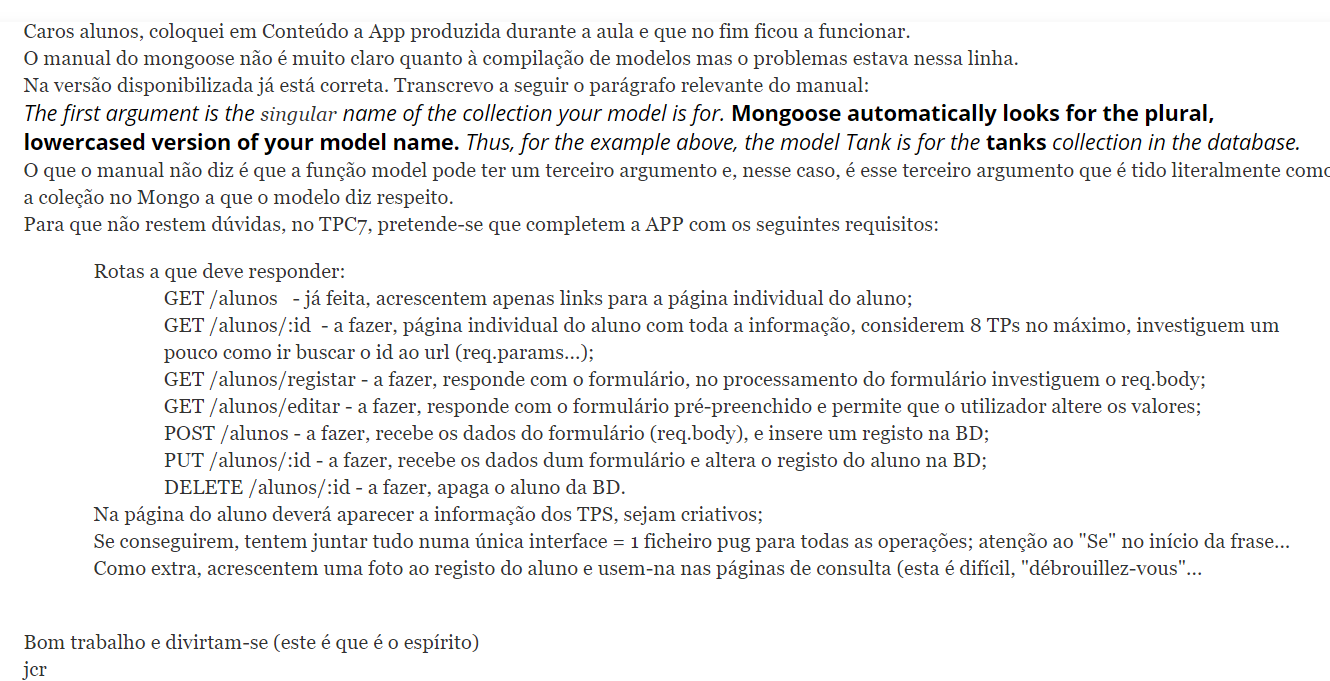 Caros alunos, coloquei em Conteúdo a App produzida durante a aula e que no fim ficou a funcionar.
O manual do mongoose não é muito claro quanto à compilação de modelos mas o problemas estava nessa linha.
Na versão disponibilizada já está correta. Transcrevo a seguir o parágrafo relevante do manual:
The first argument is the singular name of the collection your model is for. Mongoose automatically looks for the plural,
lowercased version of your model name. Thus, for the example above, the model Tank is for the tanks collection in the database.
O que o manual não diz é que a função model pode ter um terceiro argumento e, nesse caso, é esse terceiro argumento que é tido literalmente como
a coleção no Mongo a que o modelo diz respeito.
Para que não restem dúvidas, no TPC7, pretende-se que completem a APP com os seguintes requisitos:
Rotas a que deve responder:
GET /alunos - já feita, acrescentem apenas links para a página individual do aluno;
GET /alunos/:id - a fazer, página individual do aluno com toda a informação, considerem 8 TPs no máximo, investiguem um
pouco como ir buscar o id ao url (req.params...);
GET /alunos/registar - a fazer, responde com o formulário, no processamento do formulário investiguem o req.body;
GET /alunos/editar - a fazer, responde com o formulário pré-preenchido e permite que o utilizador altere os valores;
POST /alunos - a fazer, recebe os dados do formulário (req.body), e insere um registo na BD;
PUT /alunos/:id - a fazer, recebe os dados dum formulário e altera o registo do aluno na BD;
DELETE /alunos/:id - a fazer, apaga o aluno da BD.
Na página do aluno deverá aparecer a informação dos TPS, sejam criativos;
Se conseguirem, tentem juntar tudo numa única interface = 1 ficheiro pug para todas as operações; atenção ao "Se" no início da frase...
Como extra, acrescentem uma foto ao registo do aluno e usem-na nas páginas de consulta (esta é difícil, "débrouillez-vous"...
Bom trabalho e divirtam-se (este é que é o espírito)
jcr